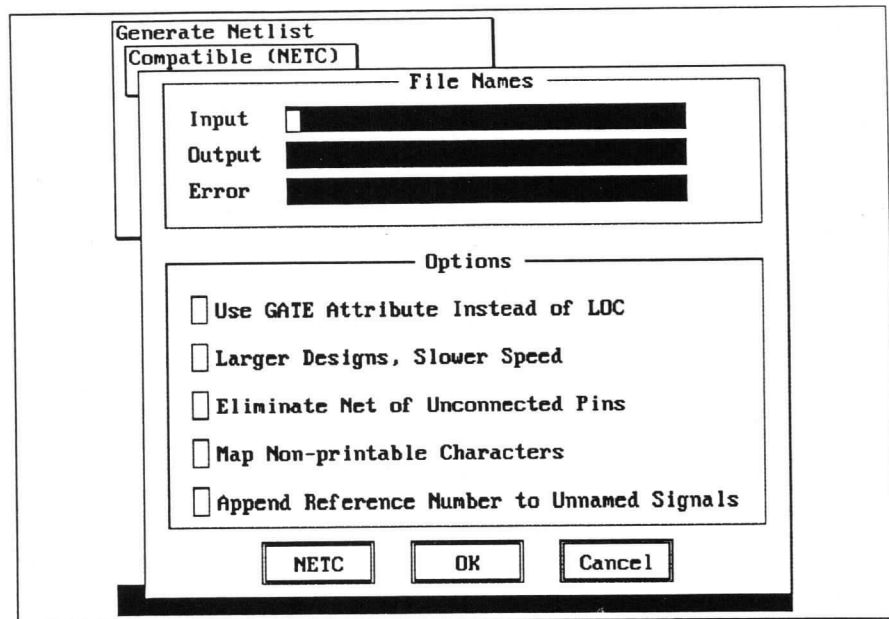 Generate Netlist
Compatible (NETC)
File Names
Input
Output
Error
Options
Use GATE Attribute Instead of LOC
Larger Designs, Slower Speed
Eliminate Net of Unconnected Pins
Map Non-printable Characters
Append Reference Number to Unnamed Signals
NETC
OK
Cancel